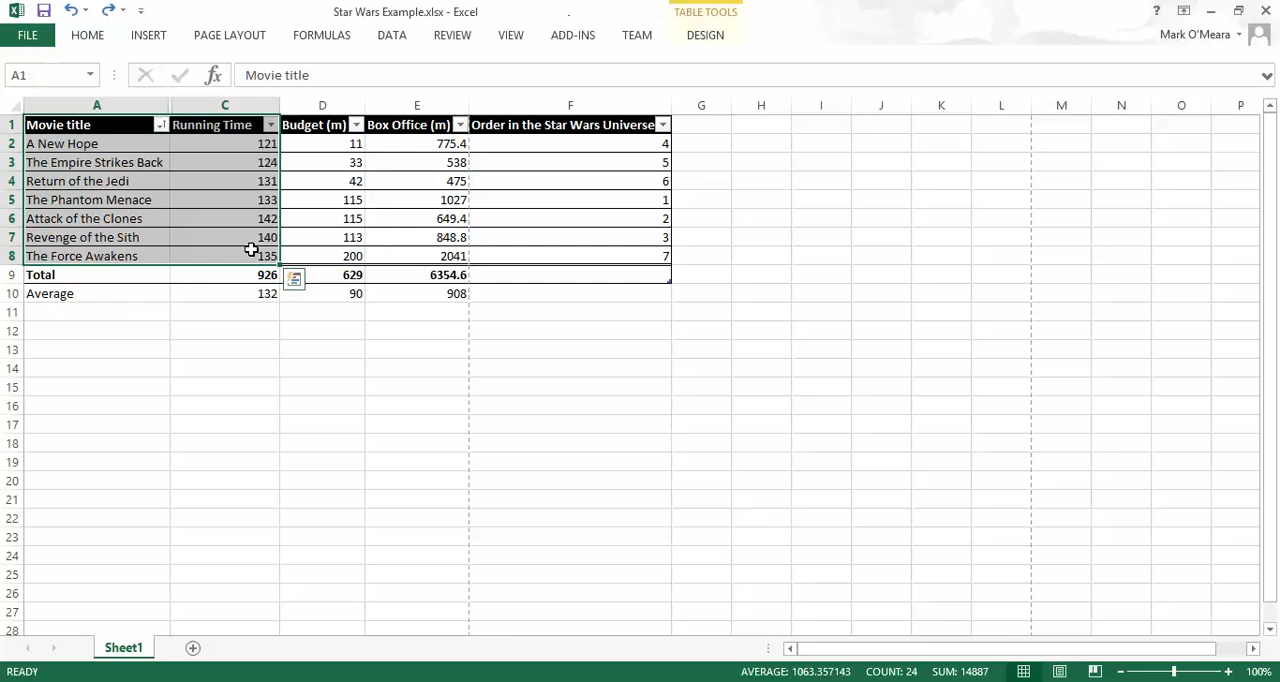 Star Wars Example.xlsx - Excel
TABLE TOOLS
?
FILE HOME INSERT PAGE LAYOUT FORMULAS DATA REVIEW VIEW ADD-INS TEAM DESIGN
Mark O'Meara
A1 fx Movie title
A C D E F G H I J K L M N O P
1 Movie title Running Time Budget (m) Box Office (m) Order in the Star Wars Universe
2 A New Hope 121 11 775.4 4
3 The Empire Strikes Back 124 33 538 5
4 Return of the Jedi 131 42 475 6
5 The Phantom Menace 133 115 1027 1
6 Attack of the Clones 142 115 649.4 2
7 Revenge of the Sith 140 113 848.8 3
8 The Force Awakens 135 200 2041 7
9 Total 926 629 6354.6
10 Average 132 90 908
11
12
13
14
15
16
17
18
19
20
21
22
23
24
25
26
27
28
Sheet1
READY AVERAGE: 1063.357143 COUNT: 24 SUM: 14887 100%